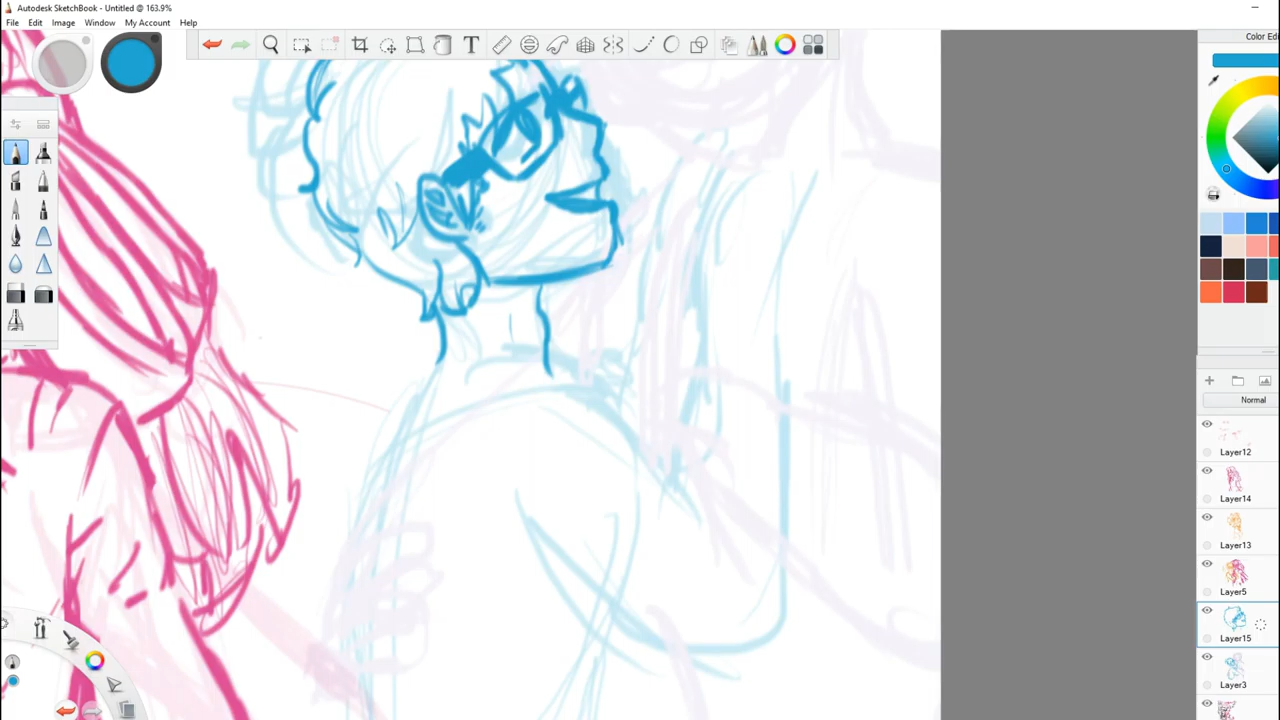 Autodesk SketchBook - Untitled @ 163.9%
File Edit Image Window My Account Help
T
Color Edi
Normal
Layer12
Layer14
Layer13
Layer5
Layer15
Layer3